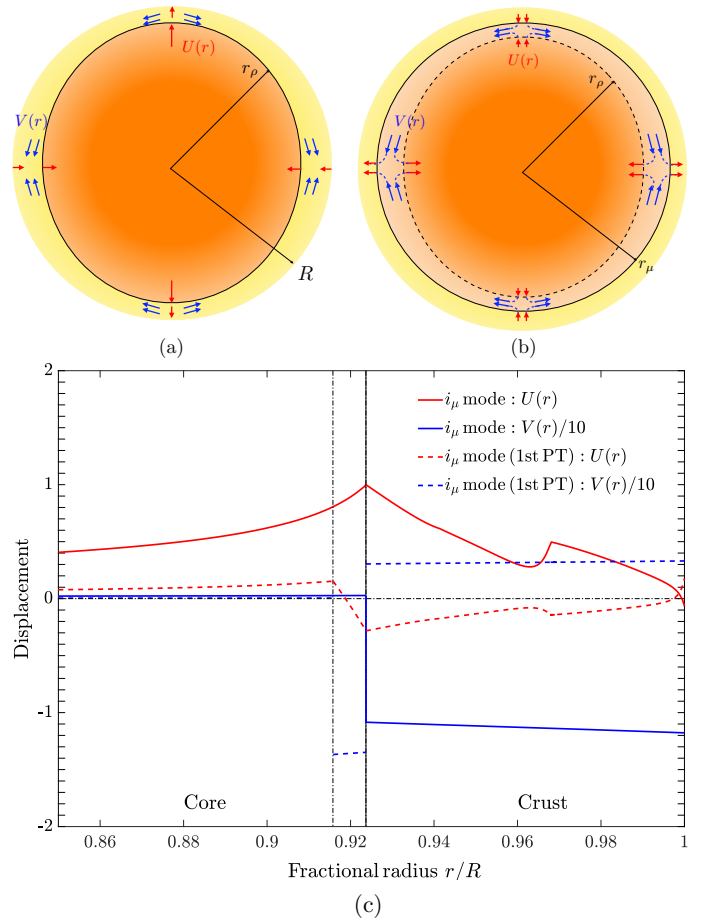 U(r)
r_ρ
V(r)
R
(a)
U(r)
r_ρ
V(r)
r_μ
(b)
2
1
0
-1
-2
Displacement
i_μ mode : U(r)
i_μ mode : V(r)/10
i_μ mode (1st PT) : U(r)
i_μ mode (1st PT) : V(r)/10
Core
Crust
0.86 0.88 0.9 0.92 0.94 0.96 0.98 1
Fractional radius r/R
(c)